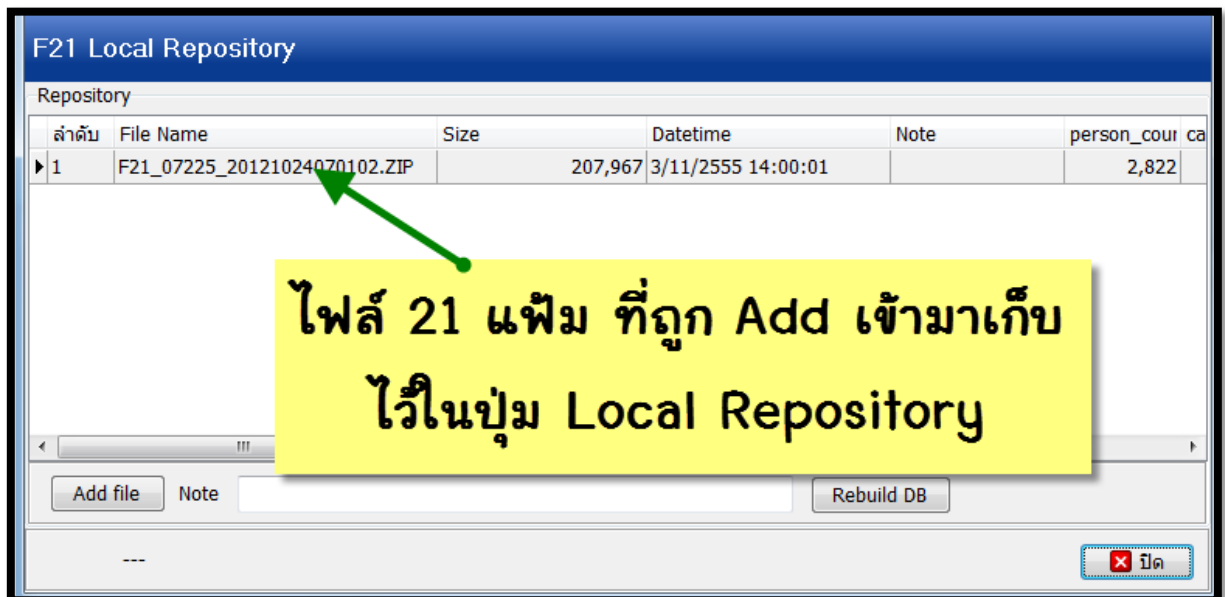 F21 Local Repository
Repository
ลำดับ File Name Size Datetime Note person_cour ca
1 F21_07225_20121024070102.ZIP 207,967 3/11/2555 14:00:01 2,822
ไฟล์ 21 แฟ้ม ที่ถูก Add เข้ามาเก็บ
ไว้ในปุ่ม Local Repository
Add file Note Rebuild DB
--- ปิด